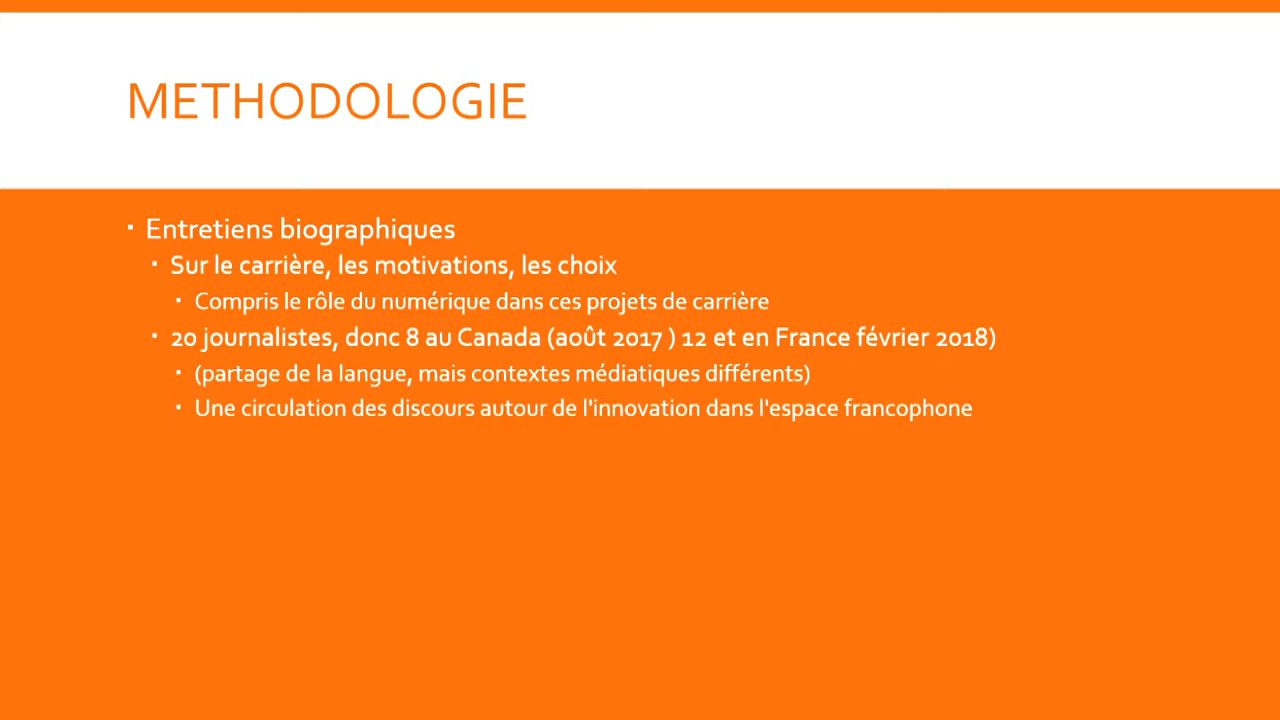 METHODOLOGIE
▪ Entretiens biographiques
▪ Sur le carrière, les motivations, les choix
▪ Compris le rôle du numérique dans ces projets de carrière
▪ 20 journalistes, donc 8 au Canada (août 2017 ) 12 et en France février 2018)
▪ (partage de la langue, mais contextes médiatiques différents)
▪ Une circulation des discours autour de l'innovation dans l'espace francophone